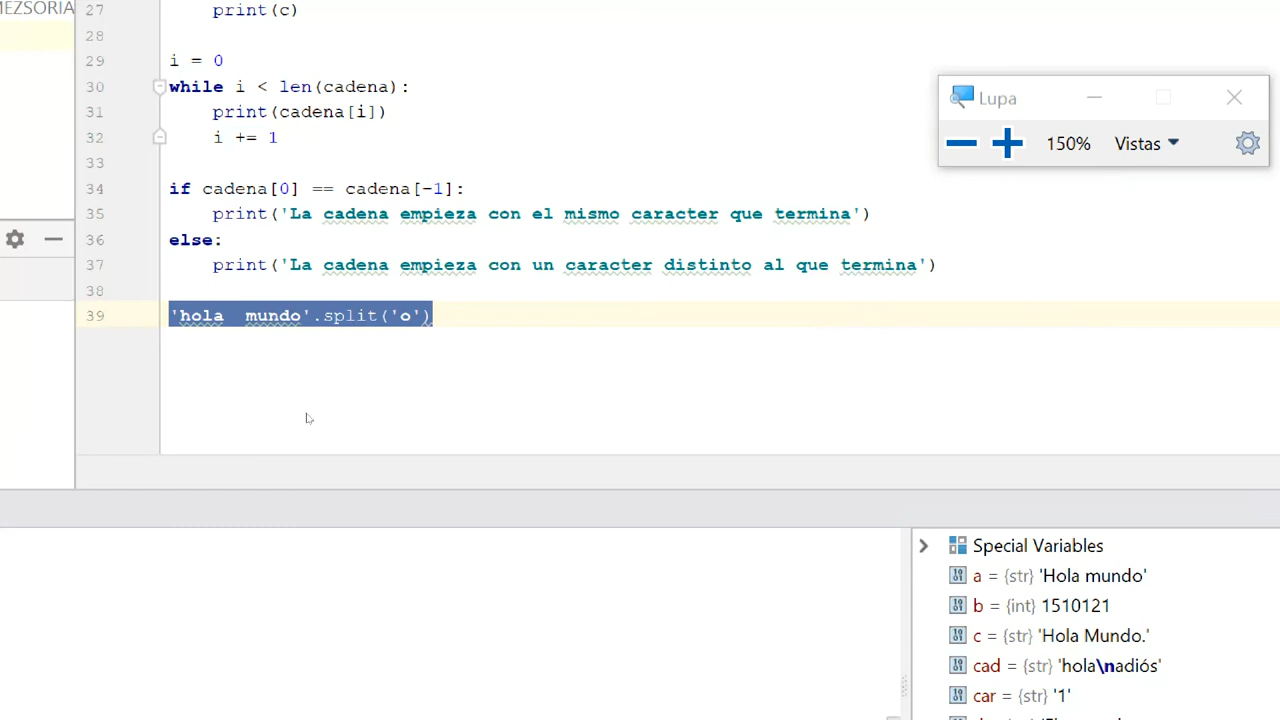 MEZSORIA
27 print(c)
28
29 i = 0
30 while i < len(cadena):
31 print(cadena[i])
32 i += 1
33
34 if cadena[0] == cadena[-1]:
35 print('La cadena empieza con el mismo caracter que termina')
36 else:
37 print('La cadena empieza con un caracter distinto al que termina')
38
39 'hola  mundo'.split('o')
Lupa
150% Vistas
Special Variables
a = {str} 'Hola mundo'
b = {int} 1510121
c = {str} 'Hola Mundo.'
cad = {str} 'hola\nadiós'
car = {str} '1'